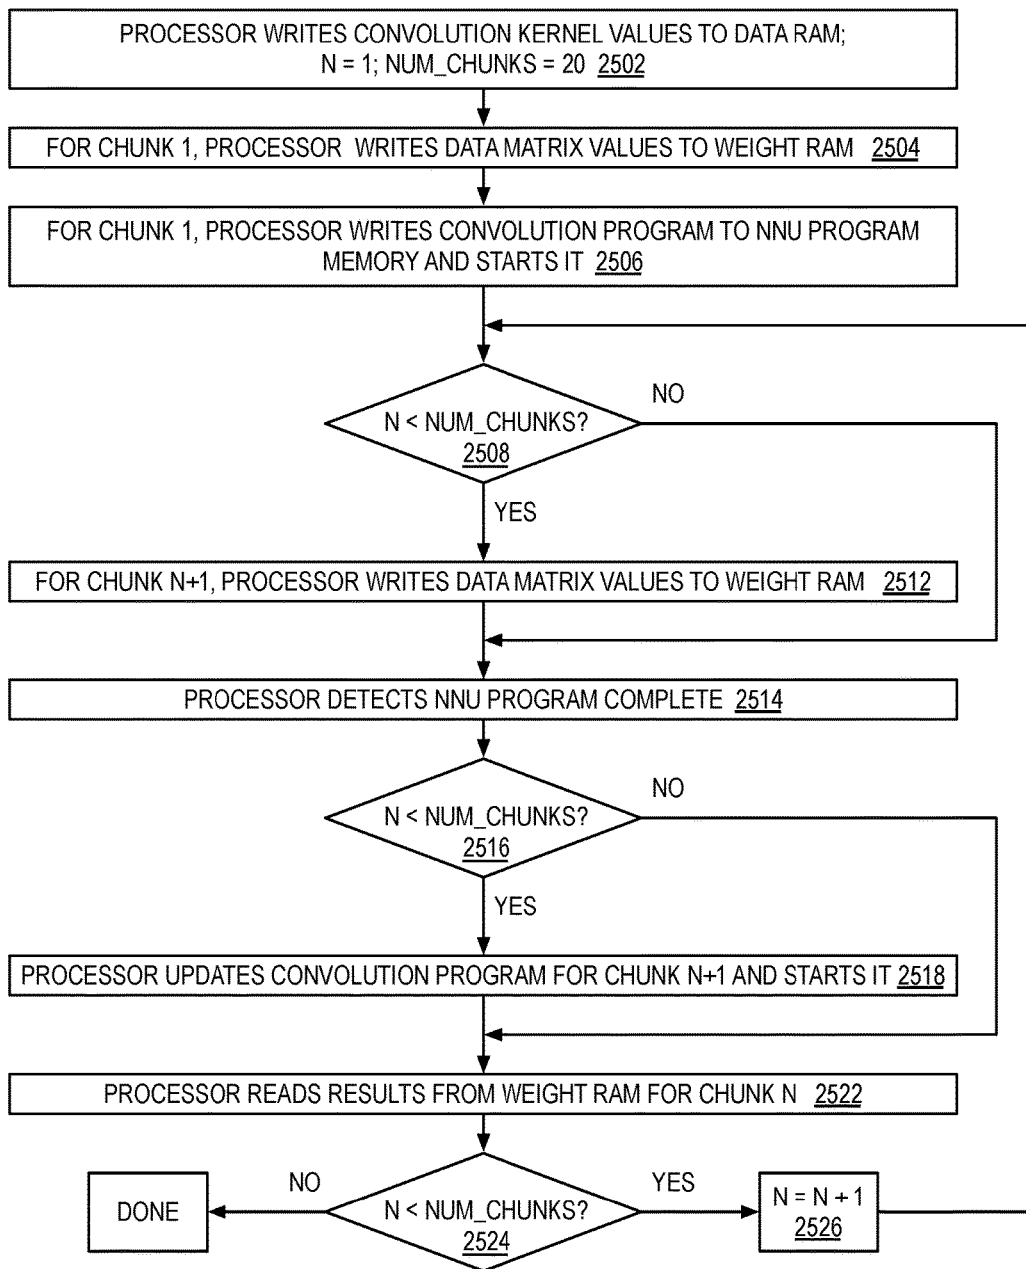 PROCESSOR WRITES CONVOLUTION KERNEL VALUES TO DATA RAM;
N = 1; NUM_CHUNKS = 20 2502
FOR CHUNK 1, PROCESSOR WRITES DATA MATRIX VALUES TO WEIGHT RAM 2504
FOR CHUNK 1, PROCESSOR WRITES CONVOLUTION PROGRAM TO NNU PROGRAM
MEMORY AND STARTS IT 2506
NO
N < NUM_CHUNKS?
2508
YES
FOR CHUNK N+1, PROCESSOR WRITES DATA MATRIX VALUES TO WEIGHT RAM 2512
PROCESSOR DETECTS NNU PROGRAM COMPLETE 2514
NO
N < NUM_CHUNKS?
2516
YES
PROCESSOR UPDATES CONVOLUTION PROGRAM FOR CHUNK N+1 AND STARTS IT 2518
PROCESSOR READS RESULTS FROM WEIGHT RAM FOR CHUNK N 2522
NO
YES
DONE
N < NUM_CHUNKS?
2524
N = N + 1
2526